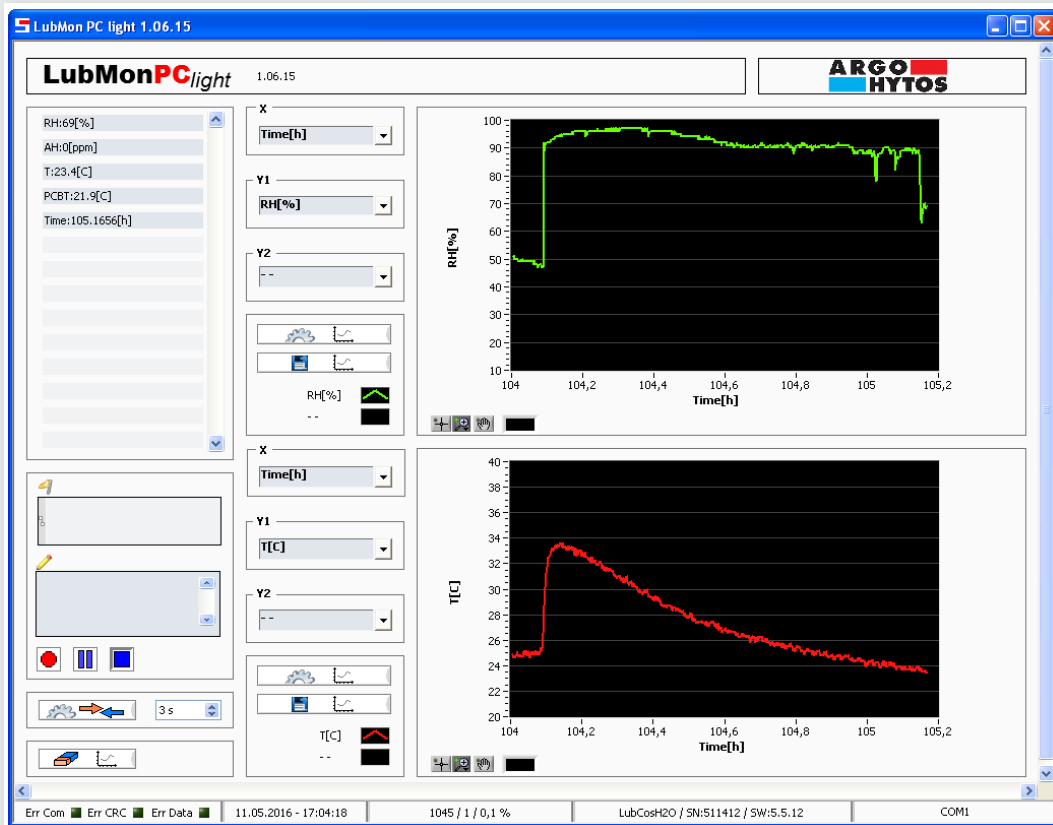 LubMon PC light 1.06.15
LubMonPClight 1.06.15
ARGO
HYTOS
RH:69[%]
AH:0[ppm]
T:23.4[C]
PCBT:21.9[C]
Time:105.1656[h]
X
Time[h]
Y1
RH[%]
Y2
--
RH[%]
--
100
90
80
70
60
50
40
30
20
10
RH[%]
104 104,2 104,4 104,6 104,8 105 105,2
Time[h]
X
Time[h]
Y1
T[C]
Y2
--
T[C]
--
40
38
36
34
32
30
28
26
24
22
20
T[C]
104 104,2 104,4 104,6 104,8 105 105,2
Time[h]
3 s
Err Com Err CRC Err Data 11.05.2016 - 17:04:18 1045 / 1 / 0,1 % LubCosH2O / SN:511412 / SW:5.5.12 COM1